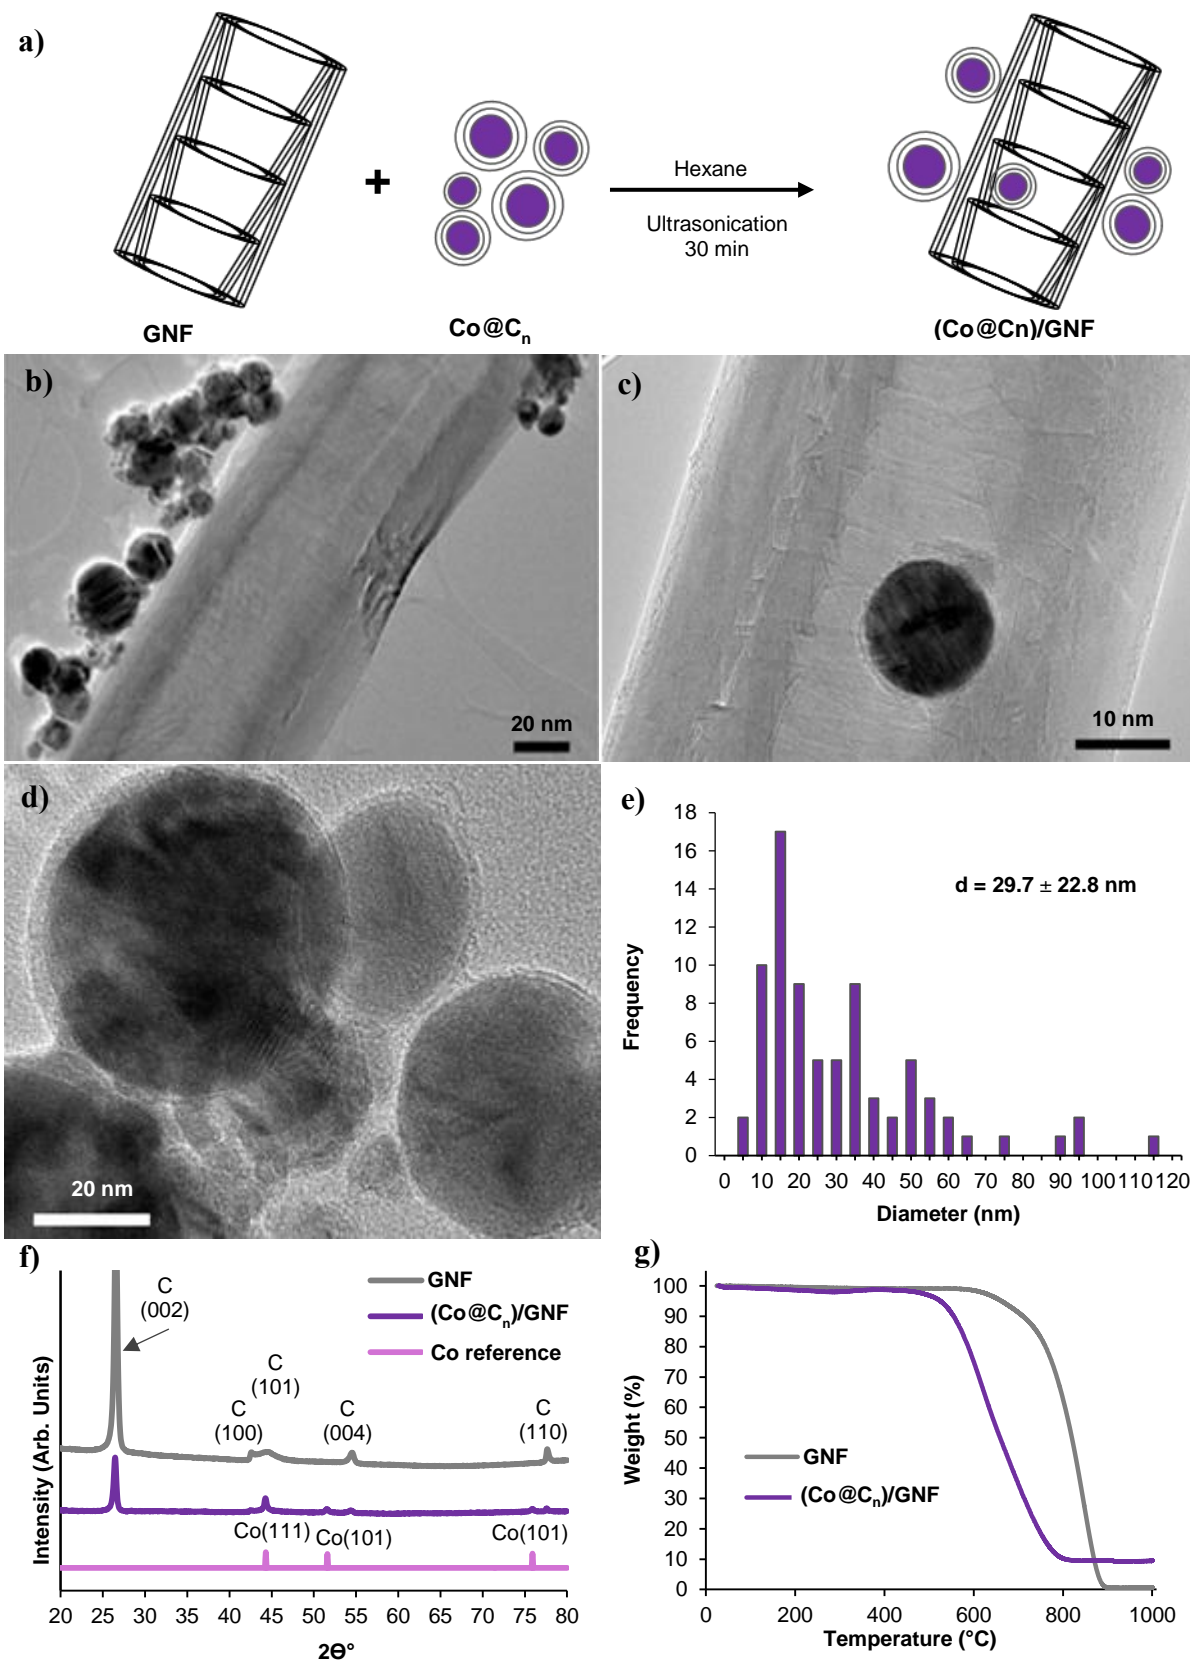 a)
+
Hexane
Ultrasonication
30 min
GNF
Co@Cn
(Co@Cn)/GNF
b)
20 nm
c)
10 nm
d)
20 nm
e)
18
16
14
12
10
8
6
4
2
0
Frequency
d = 29.7 ± 22.8 nm
0 10 20 30 40 50 60 70 80 90 100 110 120
Diameter (nm)
f)
Intensity (Arb. Units)
C
(002)
C
(100)
C
(101)
C
(004)
C
(110)
GNF
(Co@Cn)/GNF
Co reference
Co(111)
Co(101)
Co(101)
20 25 30 35 40 45 50 55 60 65 70 75 80
2Θ°
g)
100
90
80
70
60
50
40
30
20
10
0
Weight (%)
GNF
(Co@Cn)/GNF
0 200 400 600 800 1000
Temperature (°C)